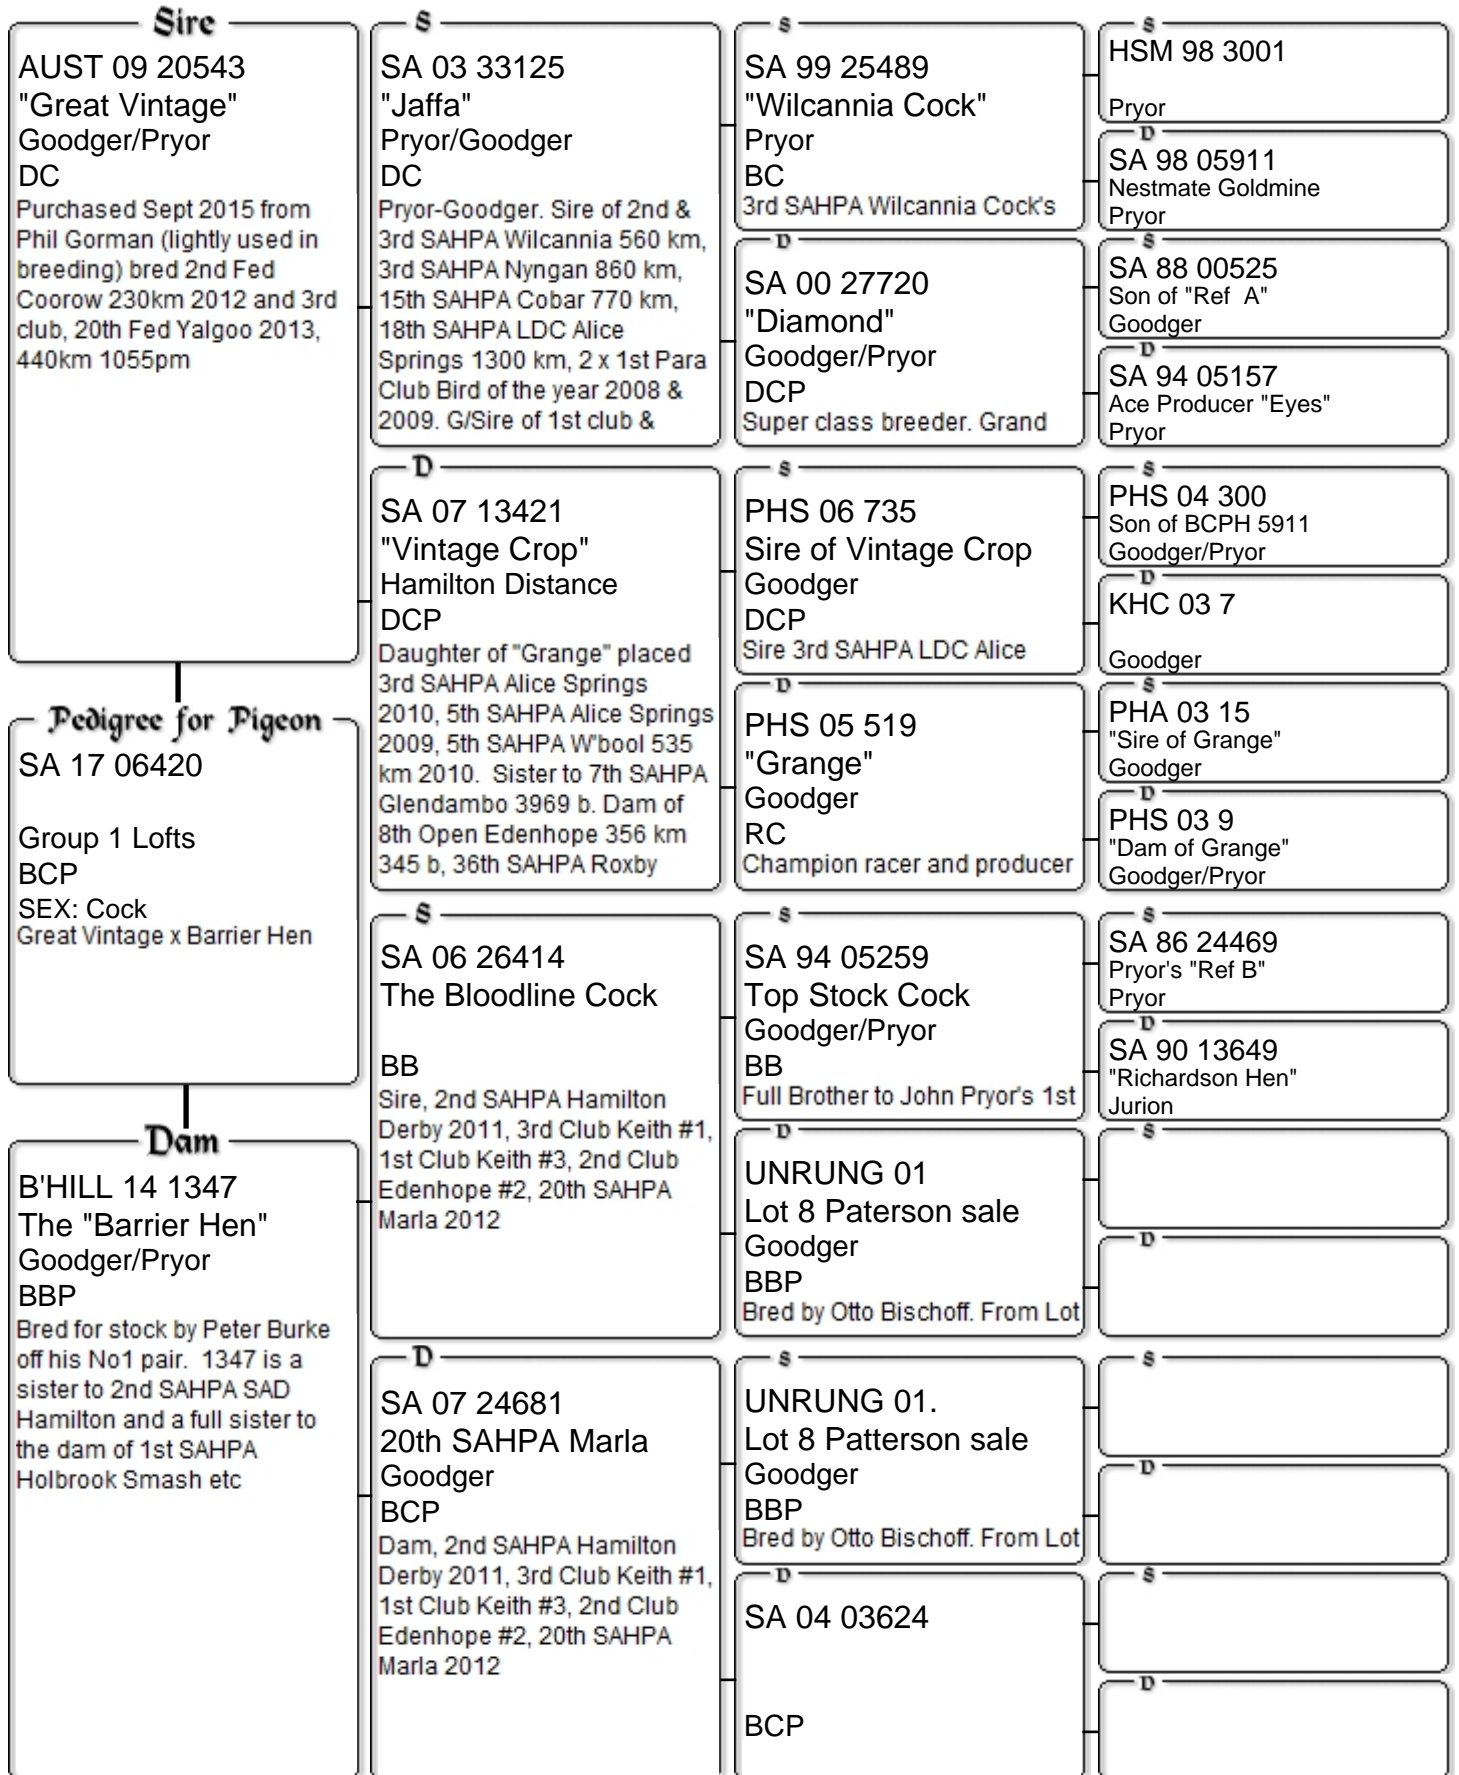 Sire
AUST 09 20543
"Great Vintage"
Goodger/Pryor
DC
Purchased Sept 2015 from
Phil Gorman (lightly used in
breeding) bred 2nd Fed
Coorow 230km 2012 and 3rd
club, 20th Fed Yalgoo 2013,
440km 1055pm
Pedigree for Pigeon
SA 17 06420
Group 1 Lofts
BCP
SEX: Cock
Great Vintage x Barrier Hen
Dam
B'HILL 14 1347
The "Barrier Hen"
Goodger/Pryor
BBP
Bred for stock by Peter Burke
off his No1 pair.  1347 is a
sister to 2nd SAHPA SAD
Hamilton and a full sister to
the dam of 1st SAHPA
Holbrook Smash etc
S
SA 03 33125
"Jaffa"
Pryor/Goodger
DC
Pryor-Goodger. Sire of 2nd &
3rd SAHPA Wilcannia 560 km,
3rd SAHPA Nyngan 860 km,
15th SAHPA Cobar 770 km,
18th SAHPA LDC Alice
Springs 1300 km, 2 x 1st Para
Club Bird of the year 2008 &
2009. G/Sire of 1st club &
D
SA 07 13421
"Vintage Crop"
Hamilton Distance
DCP
Daughter of "Grange" placed
3rd SAHPA Alice Springs
2010, 5th SAHPA Alice Springs
2009, 5th SAHPA W'bool 535
km 2010.  Sister to 7th SAHPA
Glendambo 3969 b. Dam of
8th Open Edenhope 356 km
345 b, 36th SAHPA Roxby
S
SA 06 26414
The Bloodline Cock
BB
Sire, 2nd SAHPA Hamilton
Derby 2011, 3rd Club Keith #1,
1st Club Keith #3, 2nd Club
Edenhope #2, 20th SAHPA
Marla 2012
D
SA 07 24681
20th SAHPA Marla
Goodger
BCP
Dam, 2nd SAHPA Hamilton
Derby 2011, 3rd Club Keith #1,
1st Club Keith #3, 2nd Club
Edenhope #2, 20th SAHPA
Marla 2012
S
SA 99 25489
"Wilcannia Cock"
Pryor
BC
3rd SAHPA Wilcannia Cock's
D
SA 00 27720
"Diamond"
Goodger/Pryor
DCP
Super class breeder. Grand
S
PHS 06 735
Sire of Vintage Crop
Goodger
DCP
Sire 3rd SAHPA LDC Alice
D
PHS 05 519
"Grange"
Goodger
RC
Champion racer and producer
S
SA 94 05259
Top Stock Cock
Goodger/Pryor
BB
Full Brother to John Pryor's 1st
D
UNRUNG 01
Lot 8 Paterson sale
Goodger
BBP
Bred by Otto Bischoff. From Lot
S
UNRUNG 01.
Lot 8 Patterson sale
Goodger
BBP
Bred by Otto Bischoff. From Lot
D
SA 04 03624
BCP
S
HSM 98 3001
Pryor
D
SA 98 05911
Nestmate Goldmine
Pryor
S
SA 88 00525
Son of "Ref  A"
Goodger
D
SA 94 05157
Ace Producer "Eyes"
Pryor
S
PHS 04 300
Son of BCPH 5911
Goodger/Pryor
D
KHC 03 7
Goodger
S
PHA 03 15
"Sire of Grange"
Goodger
D
PHS 03 9
"Dam of Grange"
Goodger/Pryor
S
SA 86 24469
Pryor's "Ref B"
Pryor
D
SA 90 13649
"Richardson Hen"
Jurion
S
D
S
D
S
D